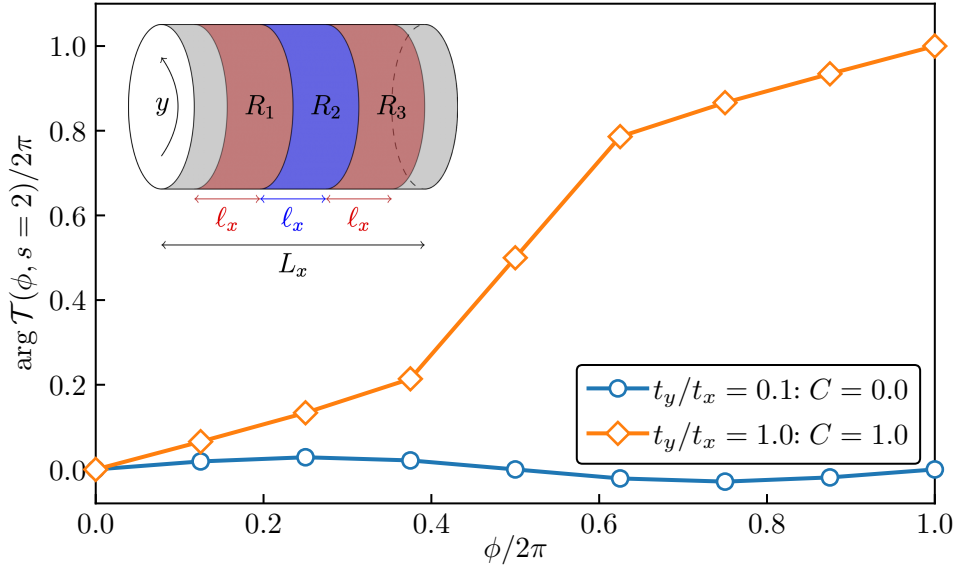 arg 𝒯(ϕ, s = 2)/2π
1.0
0.8
0.6
0.4
0.2
0.0
y
R₁ R₂ R₃
ℓₓ ℓₓ ℓₓ
Lₓ
t_y/tₓ = 0.1: C = 0.0
t_y/tₓ = 1.0: C = 1.0
0.0 0.2 0.4 0.6 0.8 1.0
ϕ/2π